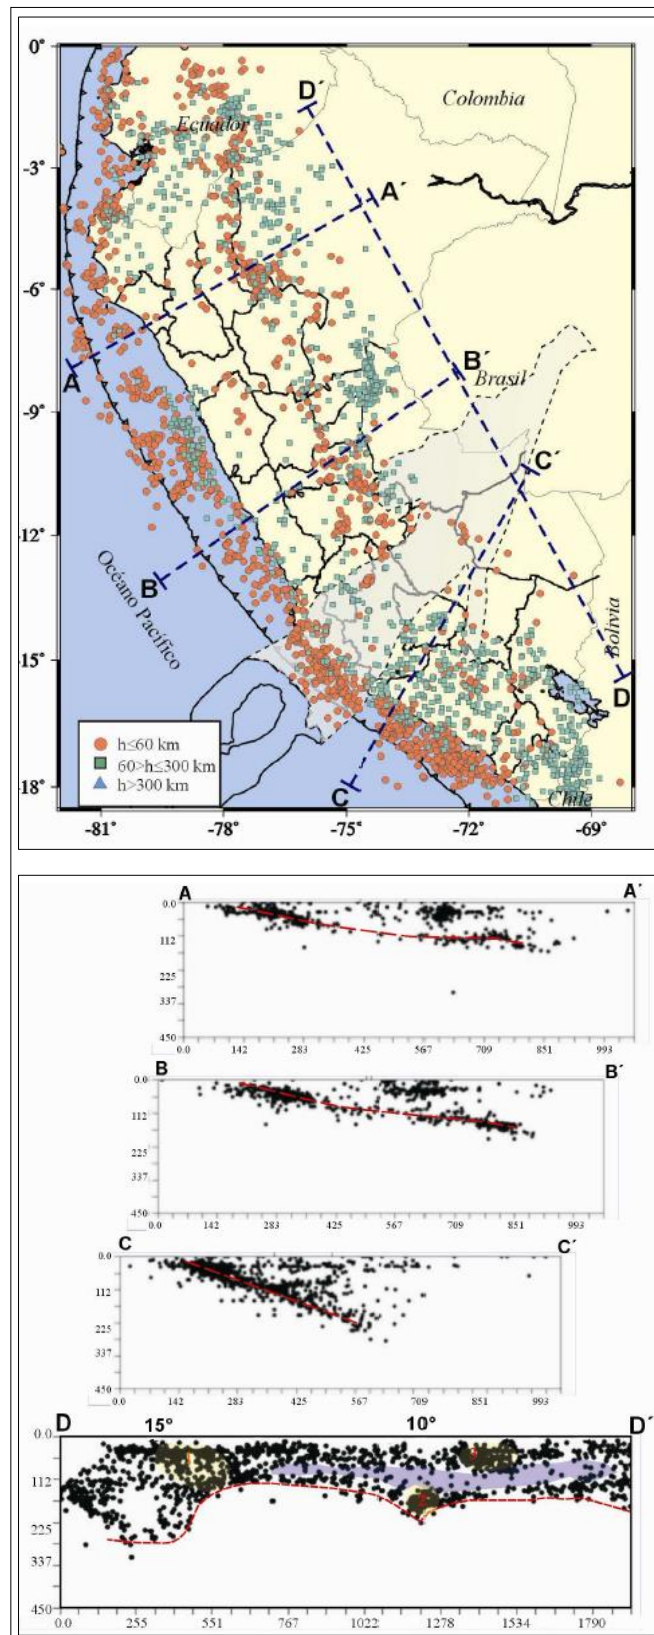 0°
-3°
-6°
-9°
-12°
-15°
-18°
-81°
-78°
-75°
-72°
-69°
D´
Colombia
Ecuador
A´
A
B´
Brasil
C´
B
Océano Pacífico
Bolivia
D
C
Chile
h≤60 km
60>h≤300 km
h>300 km
A A´
0.0
112
225
337
450
0.0 142 283 425 567 709 851 993
B B´
0.0
112
225
337
450
0.0 142 283 425 567 709 851 993
C C´
0.0
112
225
337
450
0.0 142 283 425 567 709 851 993
D 15° 10° D´
0.0
112
225
337
450
0.0 255 511 767 1022 1278 1534 1790